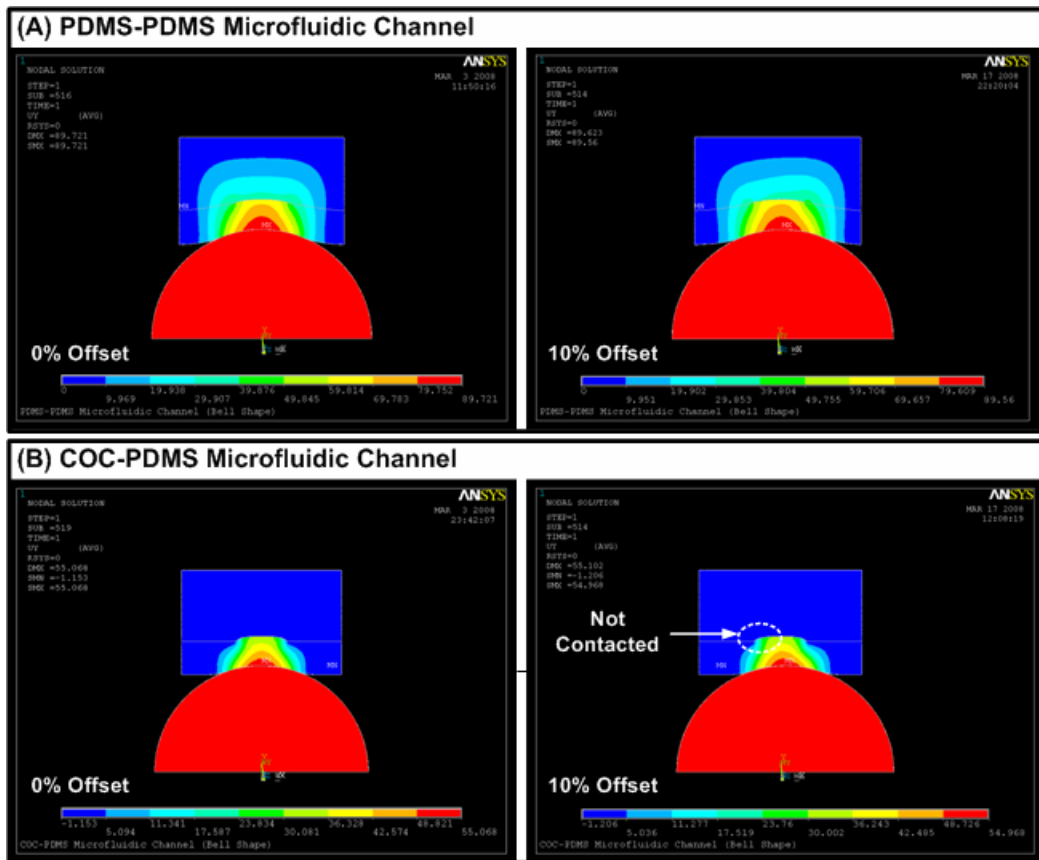 (A) PDMS-PDMS Microfluidic Channel
1
NODAL SOLUTION
STEP=1
SUB =516
TIME=1
UY (AVG)
RSYS=0
DMX =89.721
SMX =89.721
ANSYS
MAR 3 2008
11:50:16
MN
MX
Y
X
0% Offset
0 19.938 39.876 59.814 79.752
9.969 29.907 49.845 69.783 89.721
PDMS-PDMS Microfluidic Channel (Bell Shape)
1
NODAL SOLUTION
STEP=1
SUB =514
TIME=1
UY (AVG)
RSYS=0
DMX =89.623
SMX =89.56
ANSYS
MAR 17 2008
22:20:04
MN
MX
X
10% Offset
0 19.902 39.804 59.706 79.609
9.951 29.853 49.755 69.657 89.56
PDMS-PDMS Microfluidic Channel (Bell Shape)
(B) COC-PDMS Microfluidic Channel
1
NODAL SOLUTION
STEP=1
SUB =519
TIME=1
UY (AVG)
RSYS=0
DMX =55.068
SMN =-1.153
SMX =55.068
ANSYS
MAR 3 2008
23:42:07
MN
X
0% Offset
-1.153 11.341 23.834 36.328 48.821
5.094 17.587 30.081 42.574 55.068
COC-PDMS Microfluidic Channel (Bell Shape)
1
NODAL SOLUTION
STEP=1
SUB =514
TIME=1
UY (AVG)
RSYS=0
DMX =55.102
SMN =-1.206
SMX =54.968
ANSYS
MAR 17 2008
12:08:19
Not
Contacted
MN
X
10% Offset
-1.206 11.277 23.76 36.243 48.726
5.036 17.519 30.002 42.485 54.968
COC-PDMS Microfluidic Channel (Bell Shape)